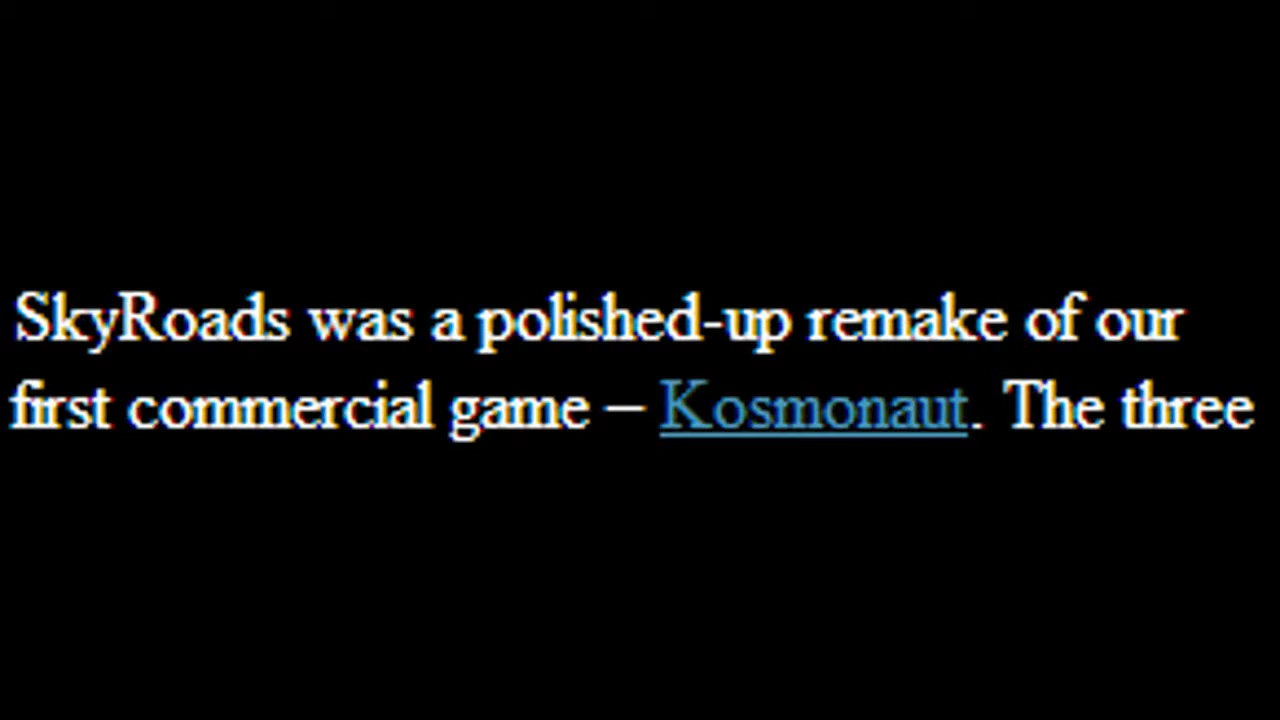 SkyRoads was a polished-up remake of our
first commercial game – Kosmonaut. The three